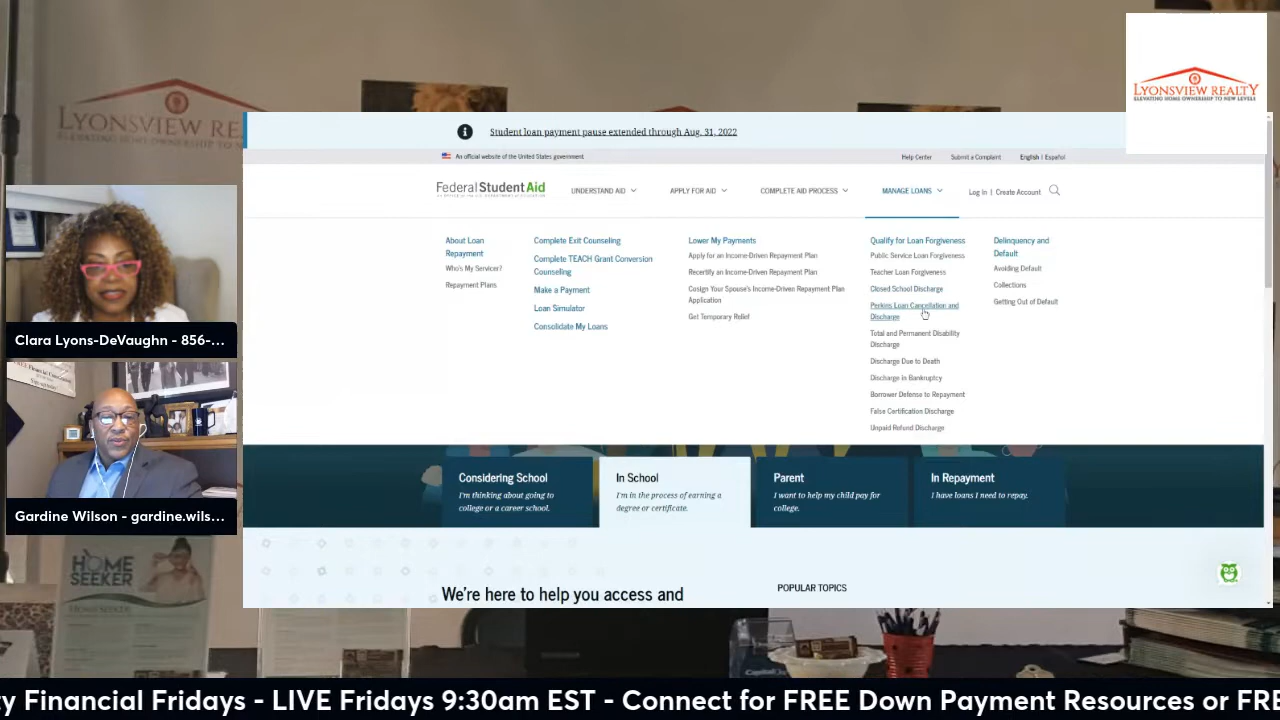 LYONSVIEW REALTY
ELEVATING HOME OWNERSHIP TO NEW LEVELS
LYONSVIEW REALTY
Student loan payment pause extended through Aug. 31, 2022
An official website of the United States government
Help Center
Submit a Complaint
English | Español
Federal Student Aid
UNDERSTAND AID
APPLY FOR AID
COMPLETE AID PROCESS
MANAGE LOANS
Log In | Create Account
About Loan
Repayment
Who's My Servicer?
Repayment Plans
Complete Exit Counseling
Complete TEACH Grant Conversion
Counseling
Make a Payment
Loan Simulator
Consolidate My Loans
Lower My Payments
Apply for an Income-Driven Repayment Plan
Recertify an Income-Driven Repayment Plan
Cosign Your Spouse's Income-Driven Repayment Plan
Application
Get Temporary Relief
Qualify for Loan Forgiveness
Public Service Loan Forgiveness
Teacher Loan Forgiveness
Closed School Discharge
Perkins Loan Cancellation and
Discharge
Total and Permanent Disability
Discharge
Discharge Due to Death
Discharge in Bankruptcy
Borrower Defense to Repayment
False Certification Discharge
Unpaid Refund Discharge
Delinquency and
Default
Avoiding Default
Collections
Getting Out of Default
Clara Lyons-DeVaughn - 678-...
Gardine Wilson - gardine.wils...
Considering School
I'm thinking about going to
college or a career school.
In School
I'm in the process of earning a
degree or certificate.
Parent
I want to help my child pay for
college.
In Repayment
I have loans I need to repay.
We're here to help you access and
POPULAR TOPICS
HOME
SEEKER
ty Financial Fridays - LIVE Fridays 9:30am EST - Connect for FREE Down Payment Resources or FRE